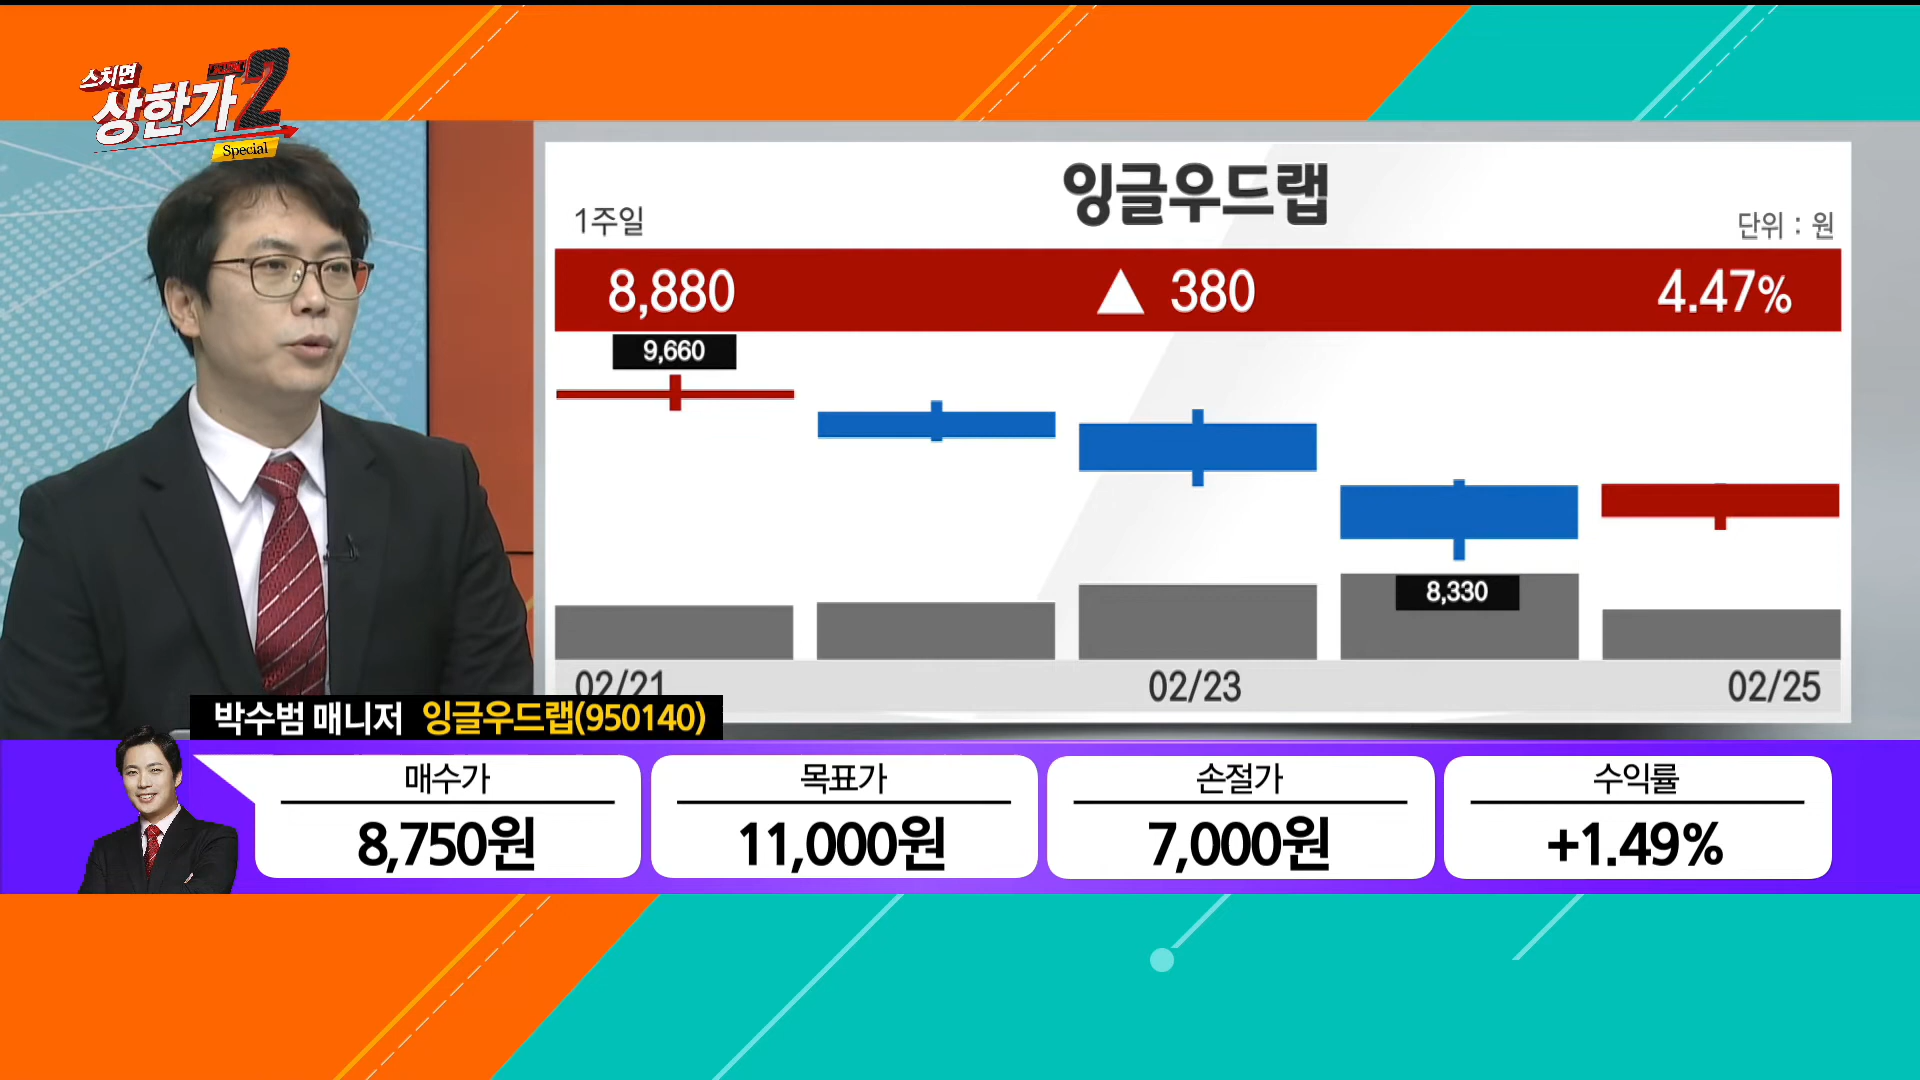 스치면
상한가2
Special
잉글우드랩
1주일
단위 : 원
8,880 ▲ 380 4.47%
9,660
8,330
02/21 02/23 02/25
박수범 매니저 잉글우드랩(950140)
매수가 목표가 손절가 수익률
8,750원 11,000원 7,000원 +1.49%